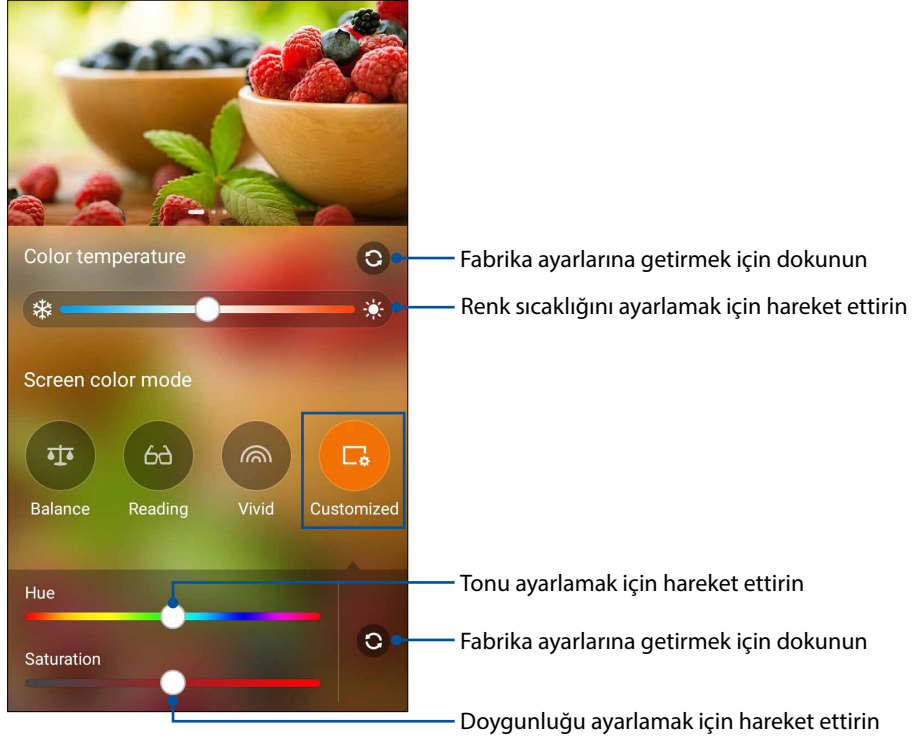 Color temperature
Fabrika ayarlarına getirmek için dokunun
Renk sıcaklığını ayarlamak için hareket ettirin
Screen color mode
Balance Reading Vivid Customized
Hue
Tonu ayarlamak için hareket ettirin
Fabrika ayarlarına getirmek için dokunun
Saturation
Doygunluğu ayarlamak için hareket ettirin